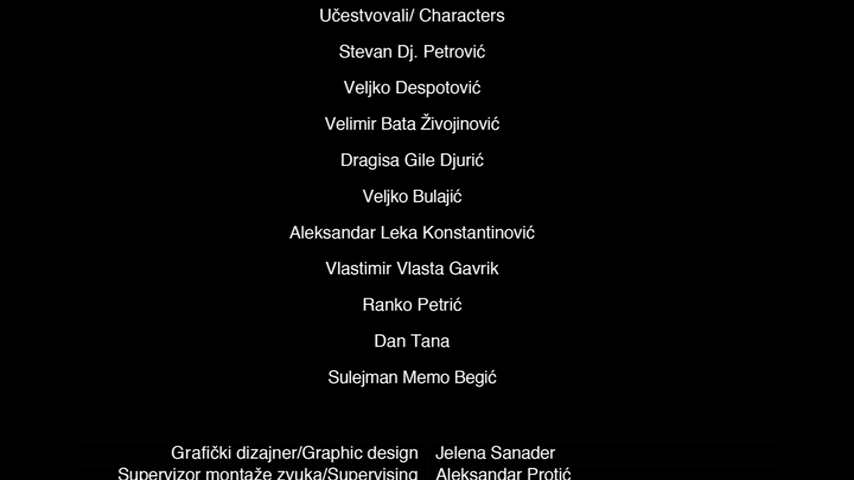 Učestvovali/ Characters
Stevan Dj. Petrović
Veljko Despotović
Velimir Bata Živojinović
Dragisa Gile Djurić
Veljko Bulajić
Aleksandar Leka Konstantinović
Vlastimir Vlasta Gavrik
Ranko Petrić
Dan Tana
Sulejman Memo Begić
Grafički dizajner/Graphic design Jelena Sanader
Supervizor montaže zvuka/Supervising Aleksandar Protić